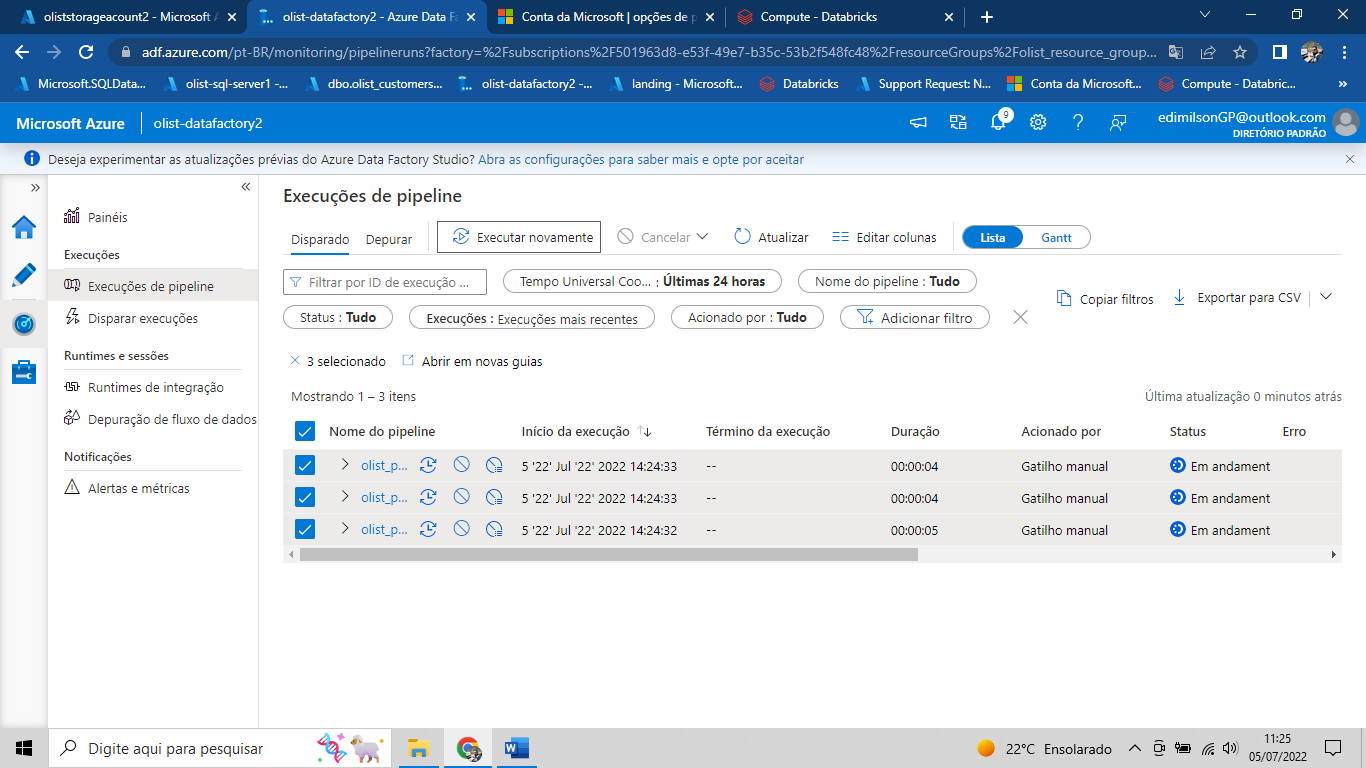 oliststorageacount2 - Microsoft A
olist-datafactory2 - Azure Data Fa
Conta da Microsoft | opções de p
Compute - Databricks
adf.azure.com/pt-BR/monitoring/pipelineruns?factory=%2Fsubscriptions%2F501963d8-e53f-49e7-b35c-53b2f548fc48%2FresourceGroups%2Folist_resource_group...
Microsoft.SQLData...
olist-sql-server1 -...
dbo.olist_customers...
olist-datafactory2 -...
landing - Microsoft...
Databricks
Support Request: N...
Conta da Microsoft...
Compute - Databric...
»
Microsoft Azure
olist-datafactory2
9
edimilsonGP@outlook.com
DIRETÓRIO PADRÃO
Deseja experimentar as atualizações prévias do Azure Data Factory Studio? Abra as configurações para saber mais e opte por aceitar
»
«
Painéis
Execuções
Execuções de pipeline
Disparar execuções
Runtimes e sessões
Runtimes de integração
Depuração de fluxo de dados
Notificações
Alertas e métricas
Execuções de pipeline
Disparado
Depurar
Executar novamente
Cancelar
Atualizar
Editar colunas
Lista
Gantt
Filtrar por ID de execução ...
Tempo Universal Coo... : Últimas 24 horas
Nome do pipeline : Tudo
Copiar filtros
Exportar para CSV
Status : Tudo
Execuções : Execuções mais recentes
Acionado por : Tudo
Adicionar filtro
3 selecionado
Abrir em novas guias
Mostrando 1 – 3 itens
Última atualização 0 minutos atrás
Nome do pipeline Início da execução Término da execução Duração Acionado por Status Erro
olist_p... 5 '22' Jul '22' 2022 14:24:33 -- 00:00:04 Gatilho manual Em andament
olist_p... 5 '22' Jul '22' 2022 14:24:33 -- 00:00:04 Gatilho manual Em andament
olist_p... 5 '22' Jul '22' 2022 14:24:32 -- 00:00:05 Gatilho manual Em andament
Digite aqui para pesquisar
22°C Ensolarado
11:25
05/07/2022